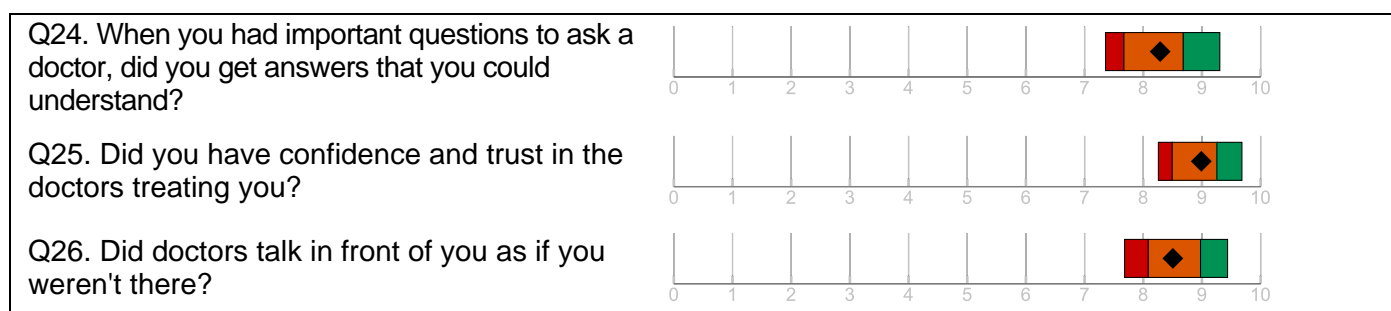 Q24. When you had important questions to ask a
doctor, did you get answers that you could
understand?
0 1 2 3 4 5 6 7 8 9 10
Q25. Did you have confidence and trust in the
doctors treating you?
0 1 2 3 4 5 6 7 8 9 10
Q26. Did doctors talk in front of you as if you
weren't there?
0 1 2 3 4 5 6 7 8 9 10